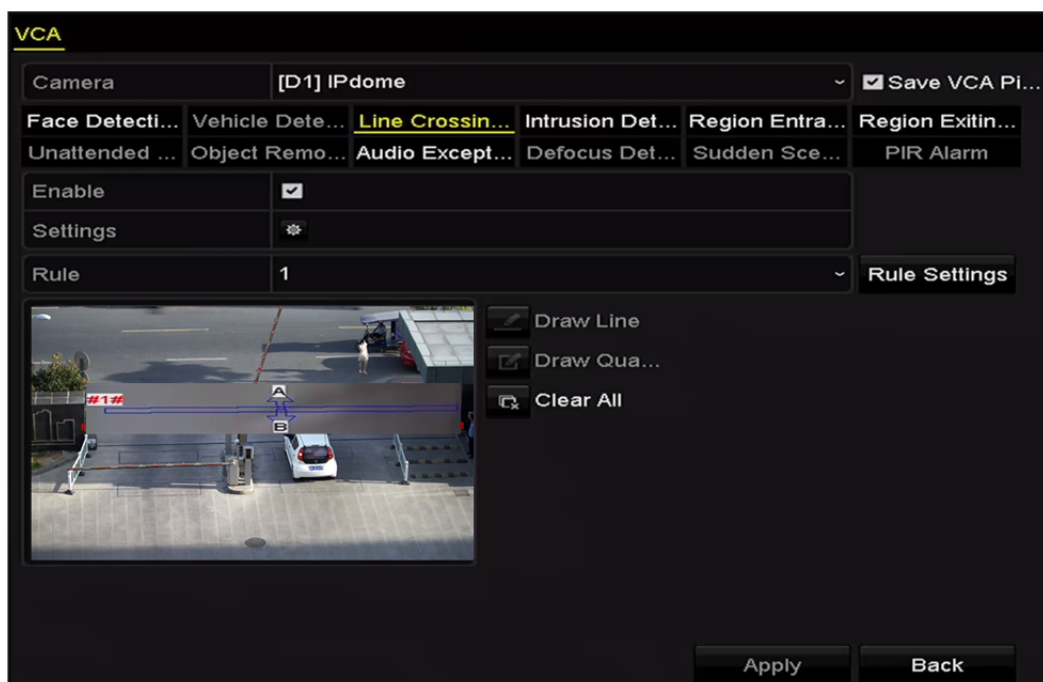 VCA
Camera [D1] IPdome Save VCA Pi...
Face Detecti... Vehicle Dete... Line Crossin... Intrusion Det... Region Entra... Region Exitin...
Unattended ... Object Remo... Audio Except... Defocus Det... Sudden Sce... PIR Alarm
Enable
Settings
Rule 1 Rule Settings
Draw Line
Draw Qua...
Clear All
#1#
A
B
Apply Back